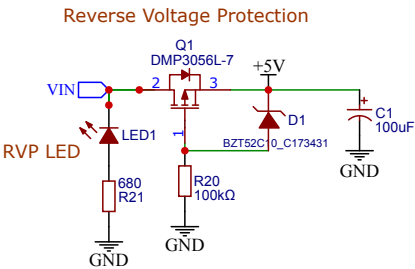 Reverse Voltage Protection
Q1
DMP3056L-7
VIN
2
3
+5V
1
LED1
D1
BZT52C10_C173431
C1
100uF
GND
RVP LED
680
R21
R20
100kΩ
GND
GND